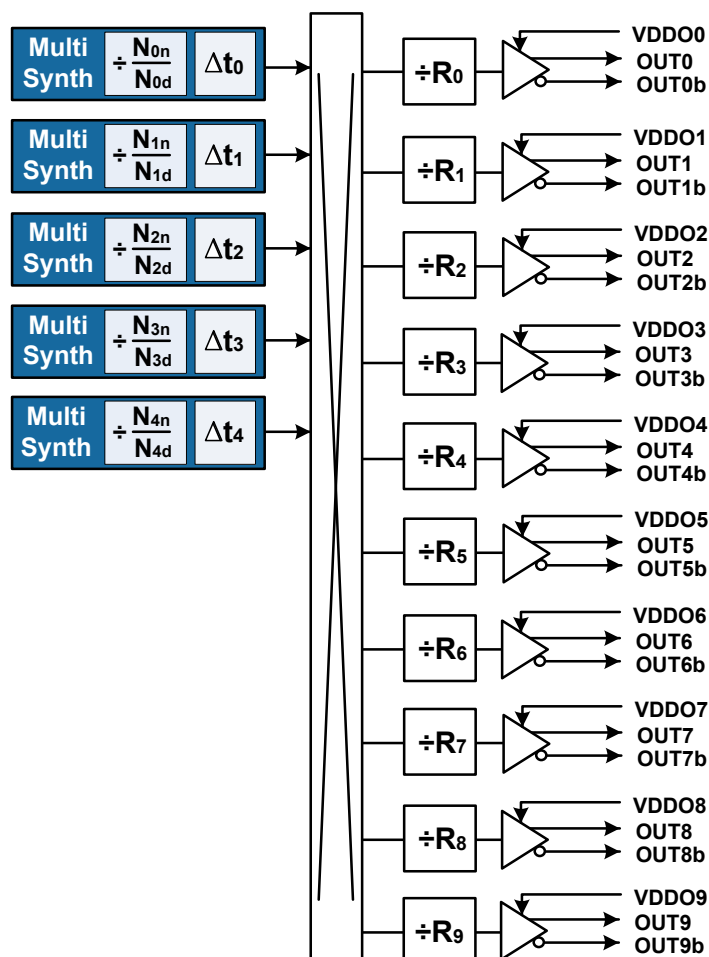 Multi Synth ÷ N0n/N0d Δt0
Multi Synth ÷ N1n/N1d Δt1
Multi Synth ÷ N2n/N2d Δt2
Multi Synth ÷ N3n/N3d Δt3
Multi Synth ÷ N4n/N4d Δt4
÷R0
VDDO0
OUT0
OUT0b
÷R1
VDDO1
OUT1
OUT1b
÷R2
VDDO2
OUT2
OUT2b
÷R3
VDDO3
OUT3
OUT3b
÷R4
VDDO4
OUT4
OUT4b
÷R5
VDDO5
OUT5
OUT5b
÷R6
VDDO6
OUT6
OUT6b
÷R7
VDDO7
OUT7
OUT7b
÷R8
VDDO8
OUT8
OUT8b
÷R9
VDDO9
OUT9
OUT9b